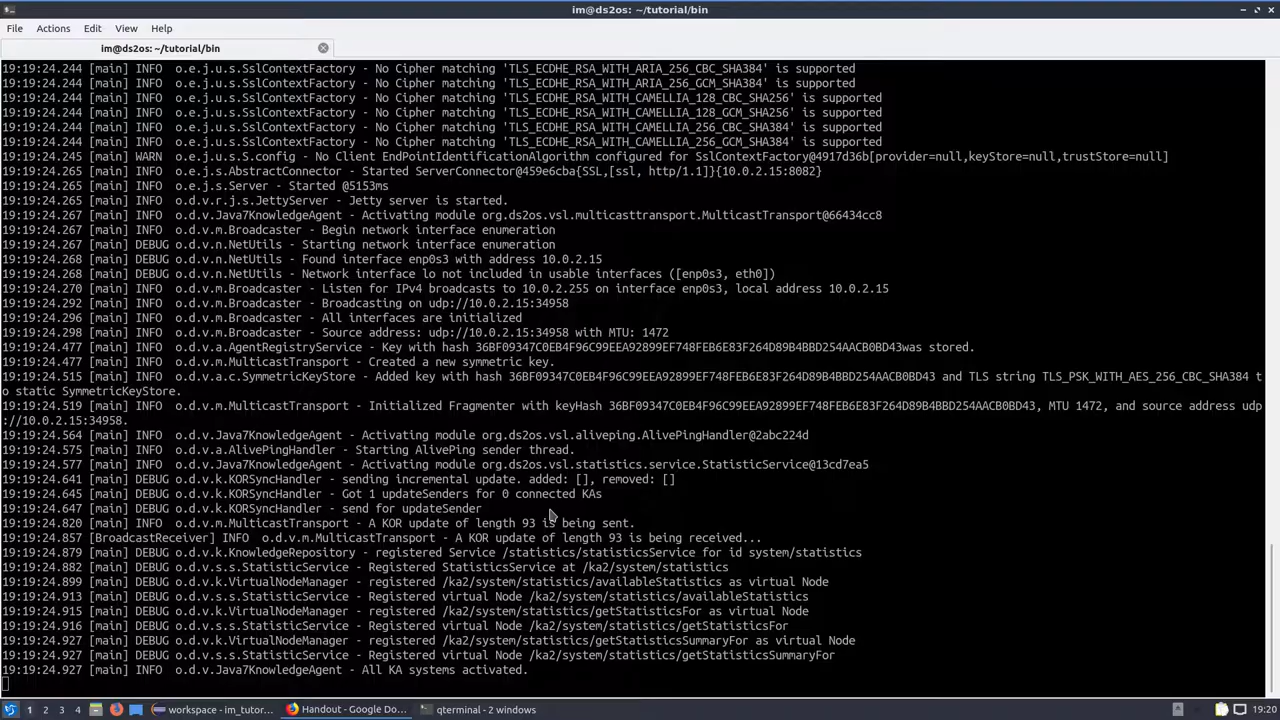 im@ds2os: ~/tutorial/bin
File Actions Edit View Help
im@ds2os: ~/tutorial/bin
19:19:24.244 [main] INFO  o.e.j.u.s.SslContextFactory - No Cipher matching 'TLS_ECDHE_RSA_WITH_ARIA_256_CBC_SHA384' is supported
19:19:24.244 [main] INFO  o.e.j.u.s.SslContextFactory - No Cipher matching 'TLS_ECDHE_RSA_WITH_ARIA_256_GCM_SHA384' is supported
19:19:24.244 [main] INFO  o.e.j.u.s.SslContextFactory - No Cipher matching 'TLS_ECDHE_RSA_WITH_CAMELLIA_128_CBC_SHA256' is supported
19:19:24.244 [main] INFO  o.e.j.u.s.SslContextFactory - No Cipher matching 'TLS_ECDHE_RSA_WITH_CAMELLIA_128_GCM_SHA256' is supported
19:19:24.244 [main] INFO  o.e.j.u.s.SslContextFactory - No Cipher matching 'TLS_ECDHE_RSA_WITH_CAMELLIA_256_CBC_SHA384' is supported
19:19:24.244 [main] INFO  o.e.j.u.s.SslContextFactory - No Cipher matching 'TLS_ECDHE_RSA_WITH_CAMELLIA_256_GCM_SHA384' is supported
19:19:24.245 [main] WARN  o.e.j.u.s.S.config - No Client EndPointIdentificationAlgorithm configured for SslContextFactory@4917d36b[provider=null,keyStore=null,trustStore=null]
19:19:24.265 [main] INFO  o.e.j.s.AbstractConnector - Started ServerConnector@459e6cba{SSL,[ssl, http/1.1]}{10.0.2.15:8082}
19:19:24.265 [main] INFO  o.e.j.s.Server - Started @5153ms
19:19:24.265 [main] INFO  o.d.v.r.j.s.JettyServer - Jetty server is started.
19:19:24.265 [main] INFO  o.d.v.Java7KnowledgeAgent - Activating module org.ds2os.vsl.multicasttransport.MulticastTransport@66434cc8
19:19:24.267 [main] INFO  o.d.v.m.Broadcaster - Begin network interface enumeration
19:19:24.267 [main] DEBUG o.d.v.n.NetUtils - Starting network interface enumeration
19:19:24.268 [main] DEBUG o.d.v.n.NetUtils - Found interface enp0s3 with address 10.0.2.15
19:19:24.268 [main] DEBUG o.d.v.n.NetUtils - Network interface lo not included in usable interfaces ([enp0s3, eth0])
19:19:24.270 [main] INFO  o.d.v.m.Broadcaster - Listen for IPv4 broadcasts to 10.0.2.255 on interface enp0s3, local address 10.0.2.15
19:19:24.292 [main] INFO  o.d.v.m.Broadcaster - Broadcasting on udp://10.0.2.15:34958
19:19:24.296 [main] INFO  o.d.v.m.Broadcaster - All interfaces are initialized
19:19:24.298 [main] INFO  o.d.v.m.Broadcaster - Source address: udp://10.0.2.15:34958 with MTU: 1472
19:19:24.477 [main] INFO  o.d.v.a.AgentRegistryService - Key with hash 36BF09347C0EB4F96C99EEA92899EF748FEB6E83F264D89B4BBD254AACB0BD43was stored.
19:19:24.477 [main] INFO  o.d.v.m.MulticastTransport - Created a new symmetric key.
19:19:24.515 [main] INFO  o.d.v.a.c.SymmetricKeyStore - Added key with hash 36BF09347C0EB4F96C99EEA92899EF748FEB6E83F264D89B4BBD254AACB0BD43 and TLS string TLS_PSK_WITH_AES_256_CBC_SHA384 t
o static SymmetricKeyStore.
19:19:24.519 [main] INFO  o.d.v.m.MulticastTransport - Initialized Fragmenter with keyHash 36BF09347C0EB4F96C99EEA92899EF748FEB6E83F264D89B4BBD254AACB0BD43, MTU 1472, and source address udp
://10.0.2.15:34958.
19:19:24.564 [main] INFO  o.d.v.Java7KnowledgeAgent - Activating module org.ds2os.vsl.aliveping.AlivePingHandler@2abc224d
19:19:24.575 [main] INFO  o.d.v.a.AlivePingHandler - Starting AlivePing sender thread.
19:19:24.577 [main] INFO  o.d.v.Java7KnowledgeAgent - Activating module org.ds2os.vsl.statistics.service.StatisticService@13cd7ea5
19:19:24.641 [main] DEBUG o.d.v.k.KORSyncHandler - sending incremental update. added: [], removed: []
19:19:24.645 [main] DEBUG o.d.v.k.KORSyncHandler - Got 1 updateSenders for 0 connected KAs
19:19:24.647 [main] DEBUG o.d.v.k.KORSyncHandler - send for updateSender
19:19:24.820 [main] INFO  o.d.v.m.MulticastTransport - A KOR update of length 93 is being sent.
19:19:24.857 [BroadcastReceiver] INFO  o.d.v.m.MulticastTransport - A KOR update of length 93 is being received...
19:19:24.879 [main] DEBUG o.d.v.k.KnowledgeRepository - registered Service /statistics/statisticsService for id system/statistics
19:19:24.882 [main] DEBUG o.d.v.s.s.StatisticService - Registered StatisticsService at /ka2/system/statistics
19:19:24.899 [main] DEBUG o.d.v.k.VirtualNodeManager - registered /ka2/system/statistics/availableStatistics as virtual Node
19:19:24.913 [main] DEBUG o.d.v.s.s.StatisticService - Registered virtual Node /ka2/system/statistics/availableStatistics
19:19:24.915 [main] DEBUG o.d.v.k.VirtualNodeManager - registered /ka2/system/statistics/getStatisticsFor as virtual Node
19:19:24.916 [main] DEBUG o.d.v.s.s.StatisticService - Registered virtual Node /ka2/system/statistics/getStatisticsFor
19:19:24.927 [main] DEBUG o.d.v.k.VirtualNodeManager - registered /ka2/system/statistics/getStatisticsSummaryFor as virtual Node
19:19:24.927 [main] DEBUG o.d.v.s.s.StatisticService - Registered virtual Node /ka2/system/statistics/getStatisticsSummaryFor
19:19:24.927 [main] INFO  o.d.v.Java7KnowledgeAgent - All KA systems activated.
1 2 3 4 workspace - im_tutor... Handout - Google Do... qterminal - 2 windows 19:20